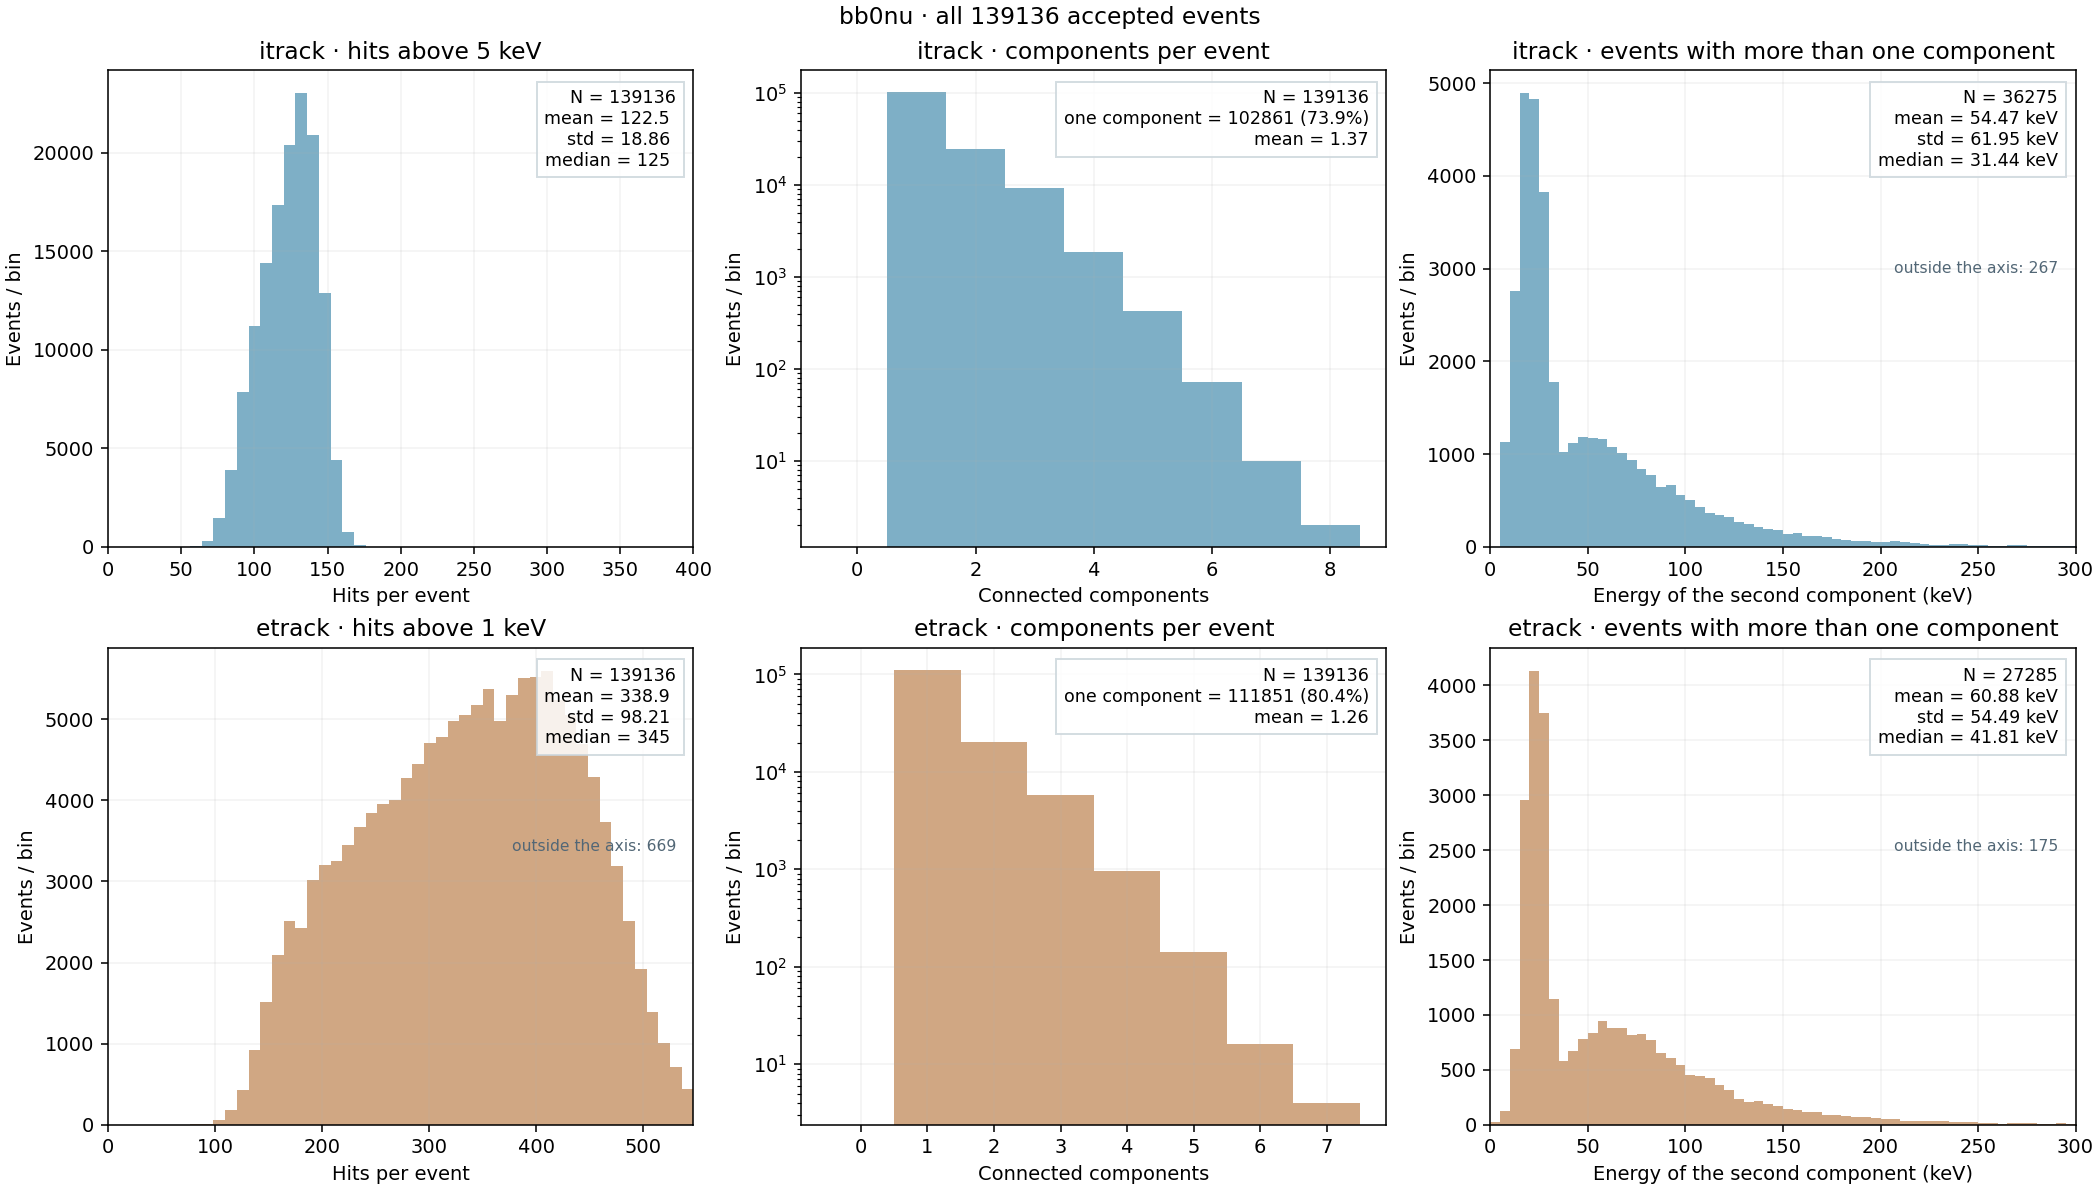 bb0nu · all 139136 accepted events
itrack · hits above 5 keV
N = 139136
mean = 122.5
std = 18.86
median = 125
Events / bin
20000
15000
10000
5000
0
0 50 100 150 200 250 300 350 400
Hits per event
itrack · components per event
N = 139136
one component = 102861 (73.9%)
mean = 1.37
Events / bin
10⁵
10⁴
10³
10²
10¹
0 2 4 6 8
Connected components
itrack · events with more than one component
N = 36275
mean = 54.47 keV
std = 61.95 keV
median = 31.44 keV
outside the axis: 267
Events / bin
5000
4000
3000
2000
1000
0
0 50 100 150 200 250 300
Energy of the second component (keV)
etrack · hits above 1 keV
N = 139136
mean = 338.9
std = 98.21
median = 345
outside the axis: 669
Events / bin
5000
4000
3000
2000
1000
0
0 100 200 300 400 500
Hits per event
etrack · components per event
N = 139136
one component = 111851 (80.4%)
mean = 1.26
Events / bin
10⁵
10⁴
10³
10²
10¹
0 1 2 3 4 5 6 7
Connected components
etrack · events with more than one component
N = 27285
mean = 60.88 keV
std = 54.49 keV
median = 41.81 keV
outside the axis: 175
Events / bin
4000
3500
3000
2500
2000
1500
1000
500
0
0 50 100 150 200 250 300
Energy of the second component (keV)